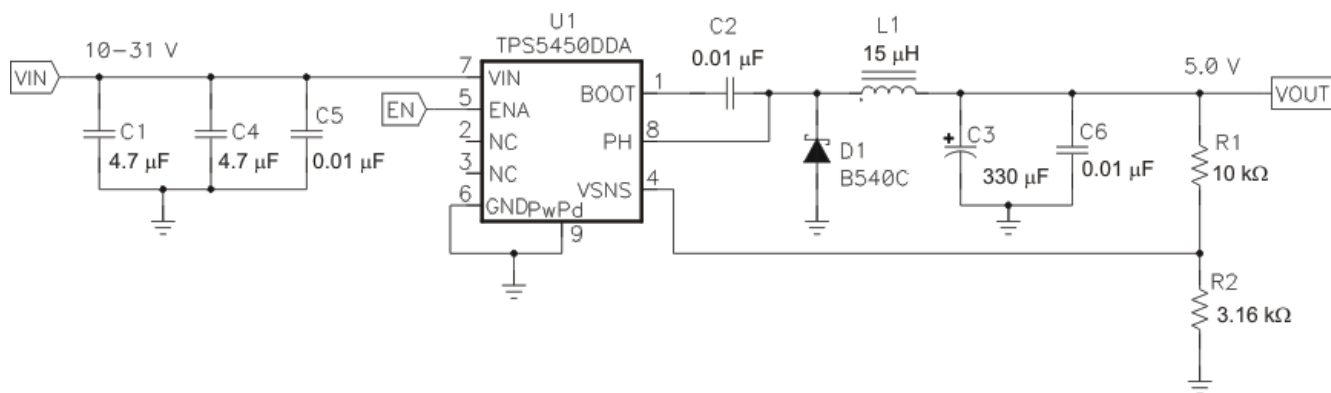 U1
TPS5450DDA
VIN
10-31 V
C1
4.7 µF
C4
4.7 µF
C5
0.01 µF
EN
7
5
2
3
6
VIN
ENA
NC
NC
GND
PwPd
9
BOOT
PH
VSNS
1
8
4
C2
0.01 µF
L1
15 µH
D1
B540C
+
C3
330 µF
C6
0.01 µF
5.0 V
VOUT
R1
10 kΩ
R2
3.16 kΩ